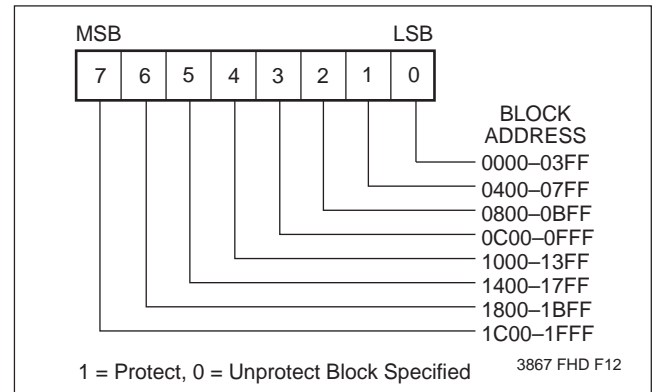 MSB LSB
7 6 5 4 3 2 1 0
BLOCK
ADDRESS
0000–03FF
0400–07FF
0800–0BFF
0C00–0FFF
1000–13FF
1400–17FF
1800–1BFF
1C00–1FFF
1 = Protect, 0 = Unprotect Block Specified
3867 FHD F12